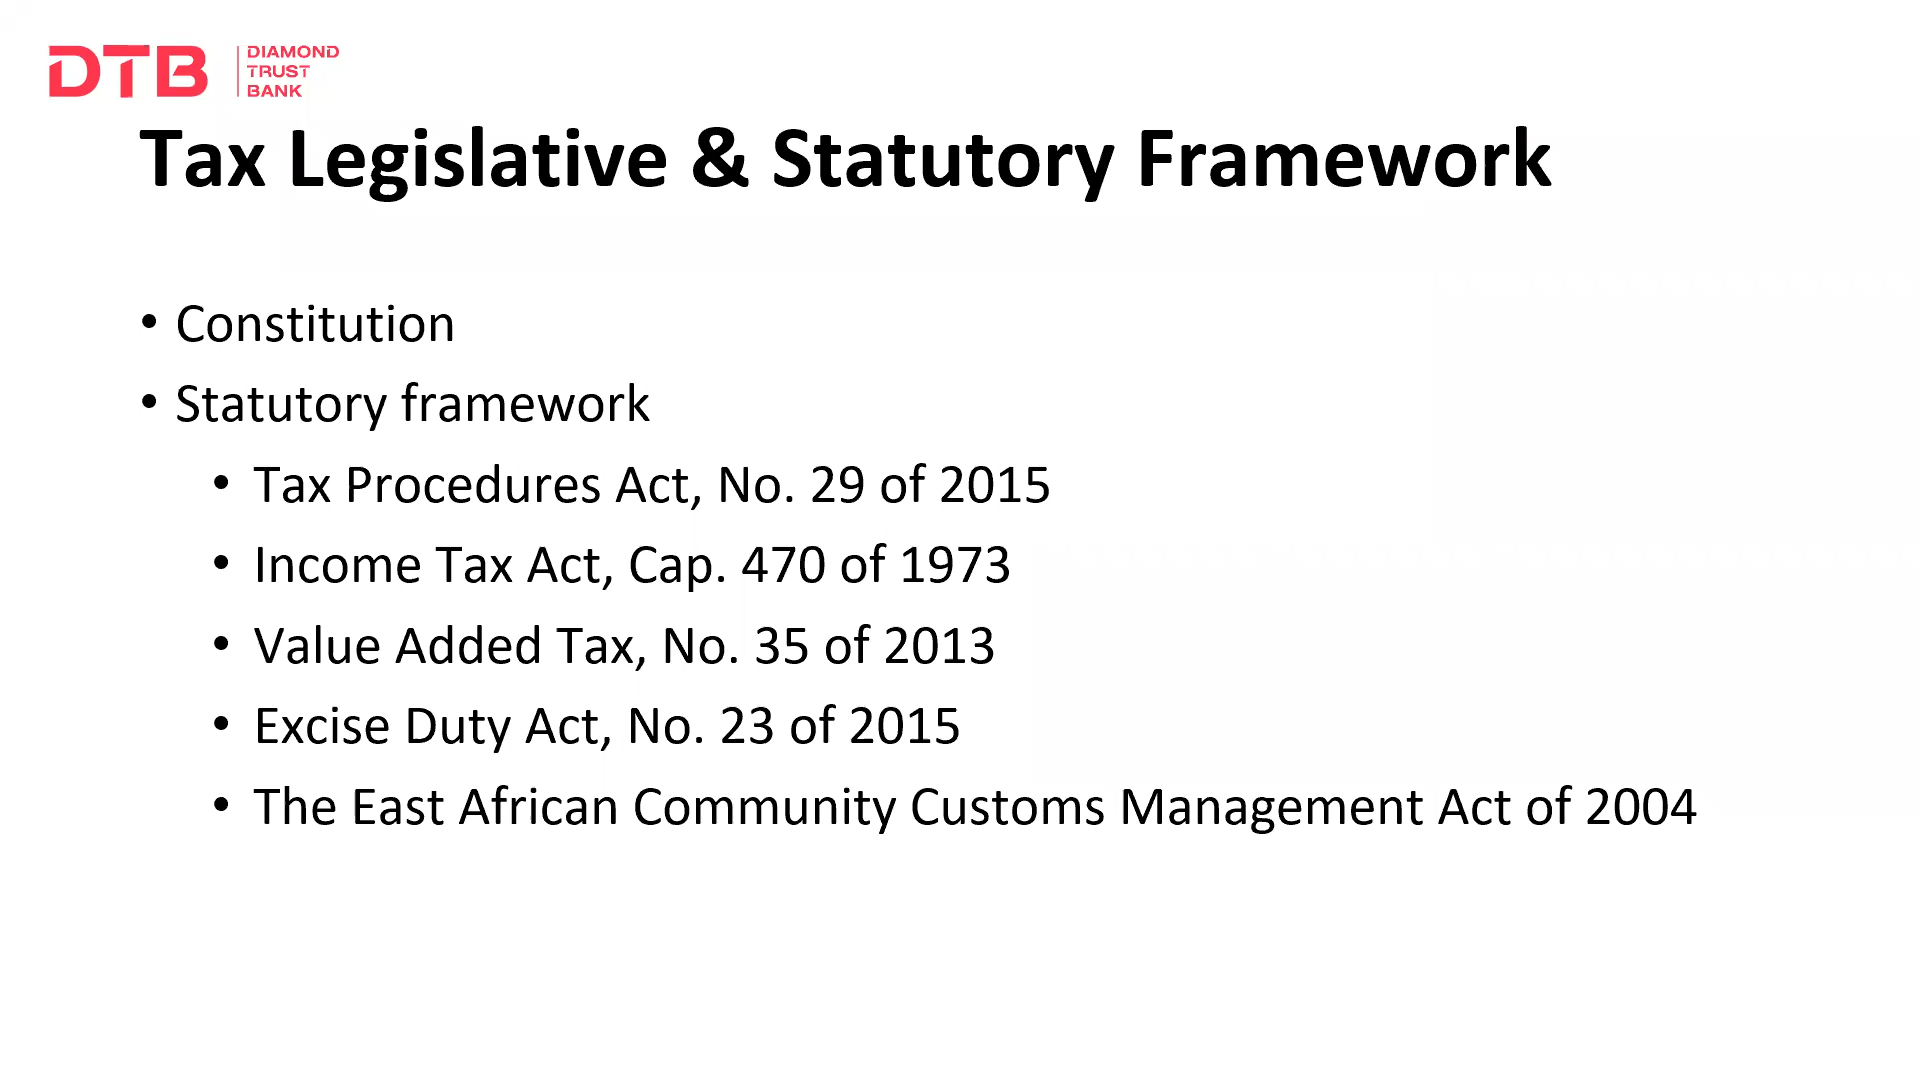 DTB
DIAMOND
TRUST
BANK
Tax Legislative & Statutory Framework
• Constitution
• Statutory framework
• Tax Procedures Act, No. 29 of 2015
• Income Tax Act, Cap. 470 of 1973
• Value Added Tax, No. 35 of 2013
• Excise Duty Act, No. 23 of 2015
• The East African Community Customs Management Act of 2004